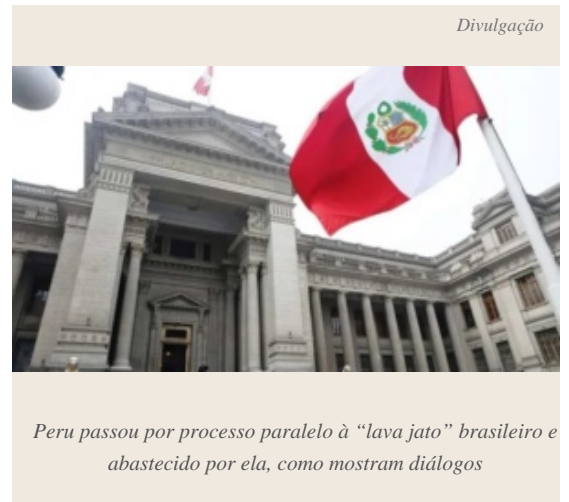 Divulgação
Peru passou por processo paralelo à “lava jato” brasileiro e
abastecido por ela, como mostram diálogos